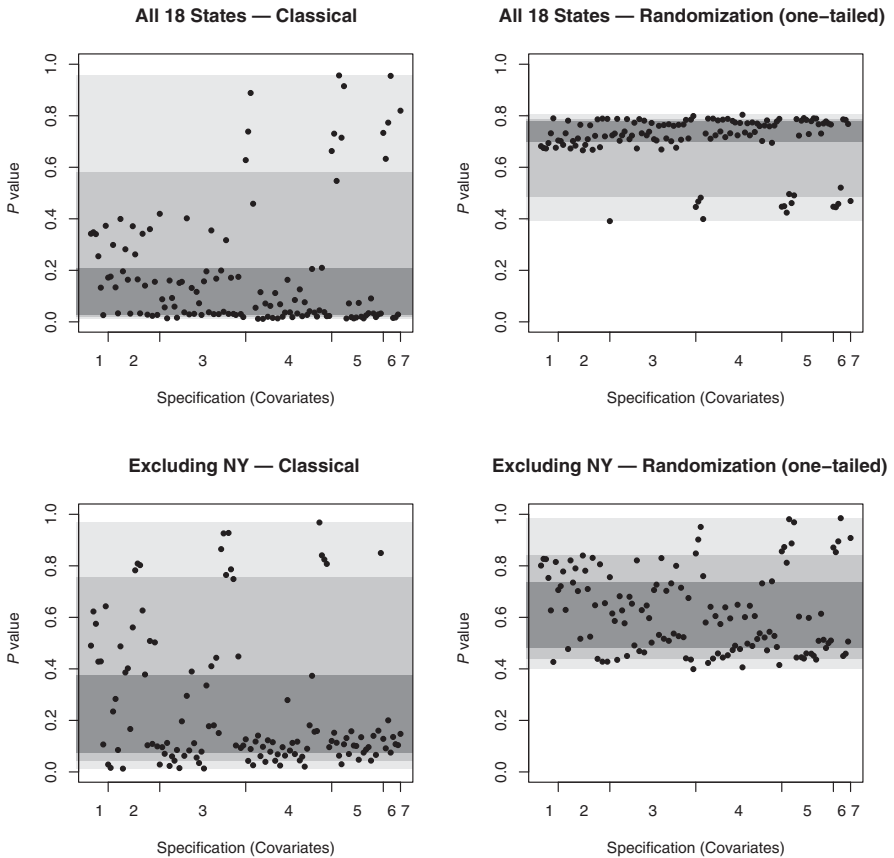 All 18 States — Classical
P value
1.0
0.8
0.6
0.4
0.2
0.0
1 2 3 4 5 6 7
Specification (Covariates)
All 18 States — Randomization (one−tailed)
P value
1.0
0.8
0.6
0.4
0.2
0.0
1 2 3 4 5 6 7
Specification (Covariates)
Excluding NY — Classical
P value
1.0
0.8
0.6
0.4
0.2
0.0
1 2 3 4 5 6 7
Specification (Covariates)
Excluding NY — Randomization (one−tailed)
P value
1.0
0.8
0.6
0.4
0.2
0.0
1 2 3 4 5 6 7
Specification (Covariates)